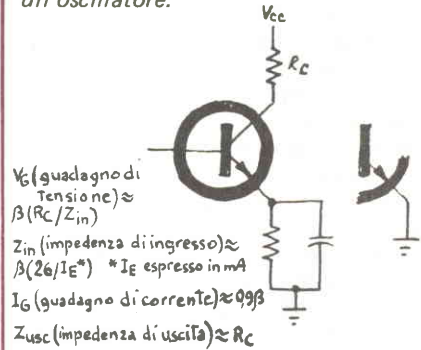 un oscillatore.
Vcc
RC
VG (guadagno di
Tensione) ≈
β(RC/Zin)
Zin (impedenza di ingresso) ≈
β(26/IE*) *IE espresso in mA
IG (guadagno di corrente) ≈ 0,9β
Zusc (impedenza di uscita) ≈ RC